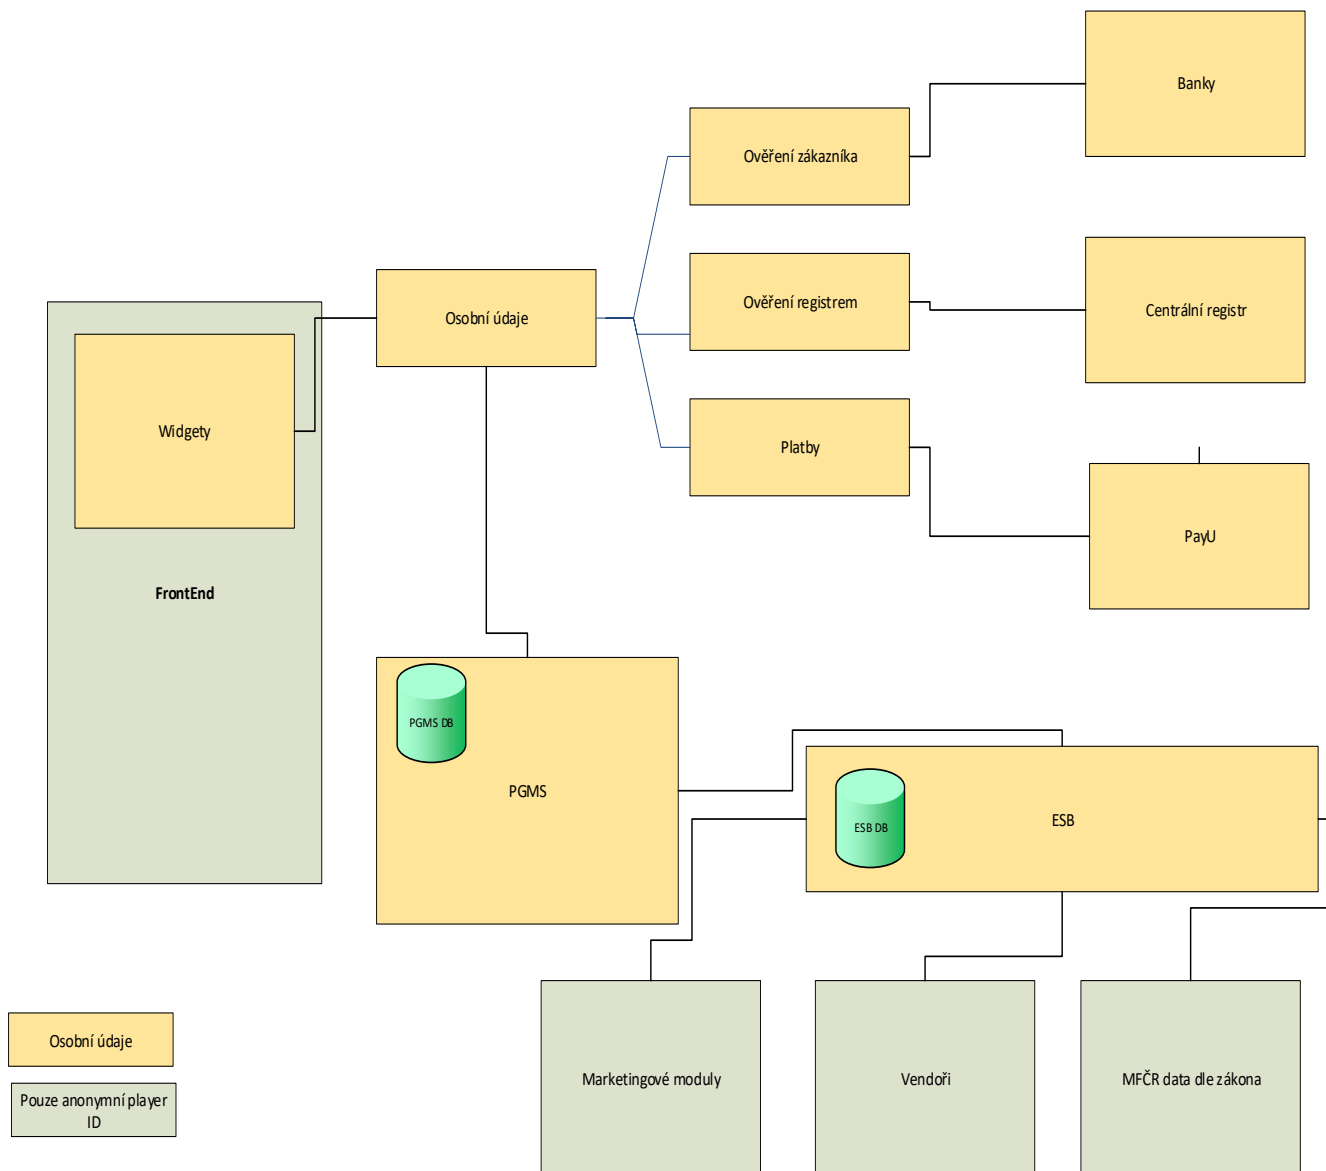 Banky
Ověření zákazníka
Centrální registr
Ověření registrem
Osobní údaje
Widgety
Platby
PayU
FrontEnd
PGMS DB
PGMS
ESB DB
ESB
Osobní údaje
Marketingové moduly
Vendoři
MFČR data dle zákona
Pouze anonymní player
ID